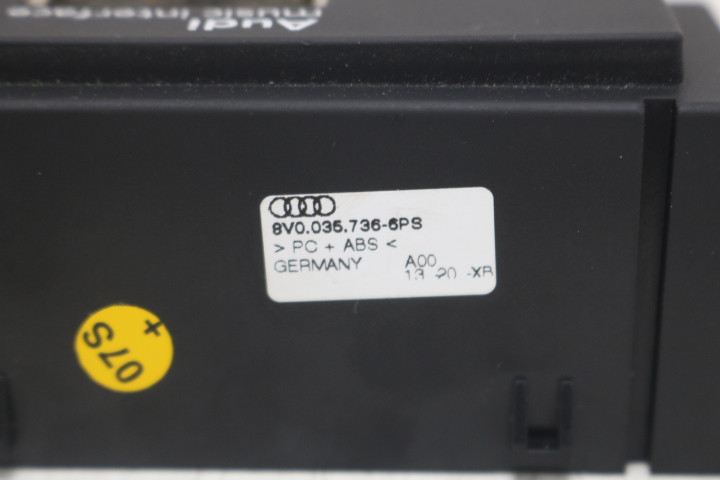 Audi
music interface
8V0.035.736-6PS
> PC + ABS <
GERMANY A00
13 20 -XB
+
07S